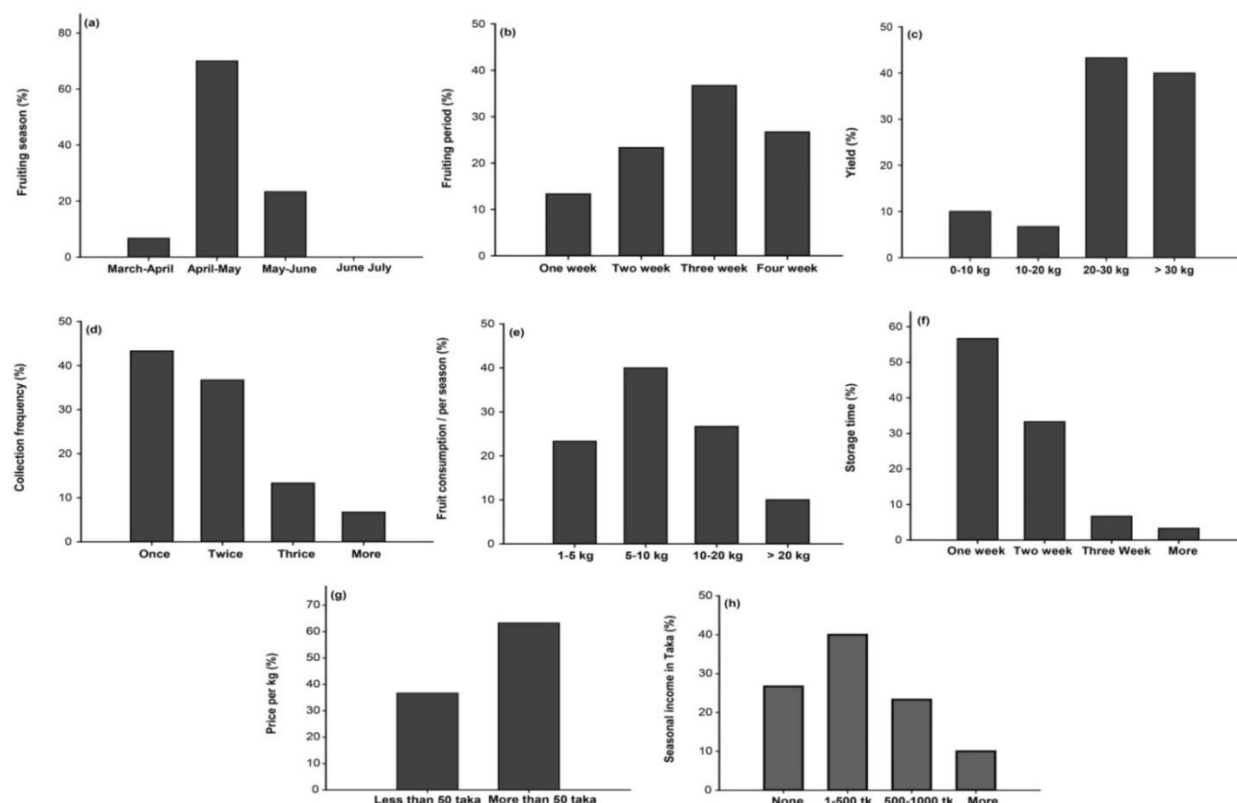 (a)
Fruiting season (%)
80
60
40
20
0
March-April April-May May-June June July
(b)
Fruiting period (%)
50
40
30
20
10
0
One week Two week Three week Four week
(c)
Yield (%)
50
40
30
20
10
0
0-10 kg 10-20 kg 20-30 kg > 30 kg
(d)
Collection frequency (%)
50
40
30
20
10
0
Once Twice Thrice More
(e)
Fruit consumption / per season (%)
50
40
30
20
10
0
1-5 kg 5-10 kg 10-20 kg > 20 kg
(f)
Storage time (%)
60
50
40
30
20
10
0
One week Two week Three Week More
(g)
Price per kg (%)
70
60
50
40
30
20
10
0
Less than 50 taka More than 50 taka
(h)
Seasonal income in Taka (%)
50
40
30
20
10
0
None 1-500 tk 500-1000 tk More